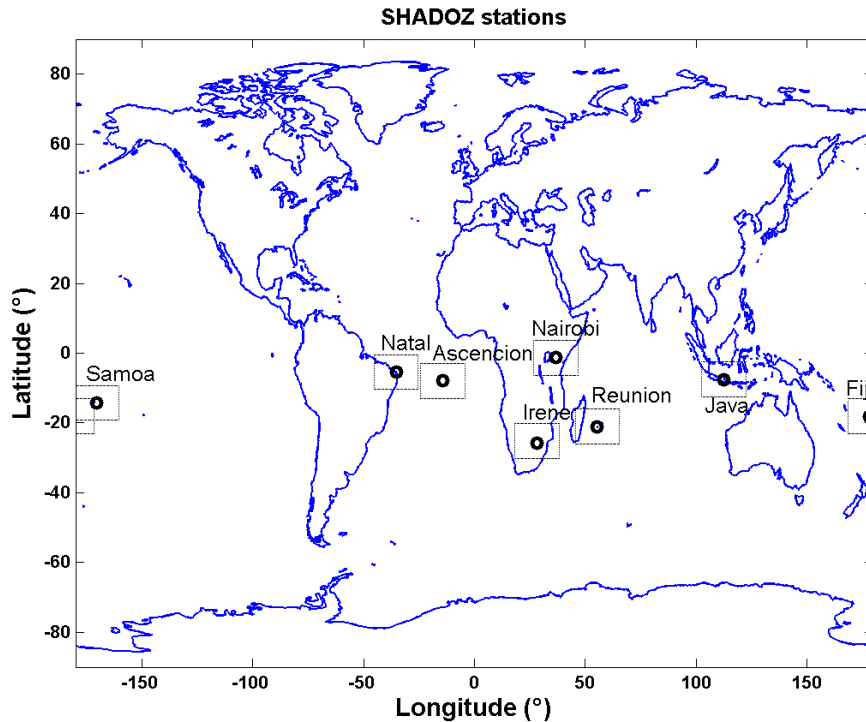 SHADOZ stations
80
60
40
20
0
-20
-40
-60
-80
Latitude (°)
Samoa
Natal
Ascencion
Nairobi
Irene
Reunion
Java
Fij
-150
-100
-50
0
50
100
150
Longitude (°)